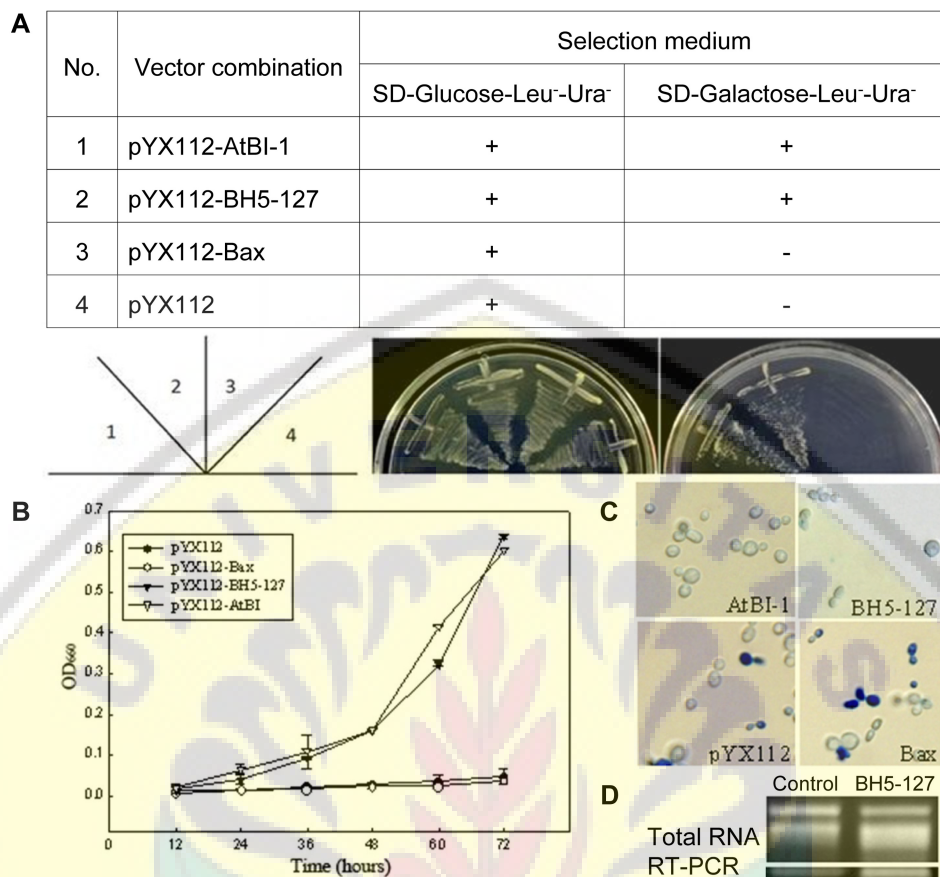 A
No. Vector combination Selection medium
SD-Glucose-Leu⁻-Ura⁻ SD-Galactose-Leu⁻-Ura⁻
1 pYX112-AtBI-1 + +
2 pYX112-BH5-127 + +
3 pYX112-Bax + -
4 pYX112 + -
1 2 3 4
B
0.7
0.6
0.5
0.4
0.3
0.2
0.1
0.0
OD₆₆₀
pYX112
pYX112-Bax
pYX112-BH5-127
pYX112-AtBI
0 12 24 36 48 60 72
Time (hours)
C
AtBI-1 BH5-127
pYX112 Bax
D
Control BH5-127
Total RNA
RT-PCR
UNIVERSITAS